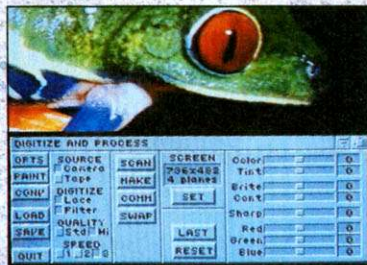 DIGITIZE AND PROCESS
OPTS
PAINT
CONV
LOAD
SAVE
QUIT
SOURCE
Camera
Tape
DIGITIZE
Lace
Filter
QUALITY
Std Hi
SPEED
1 2 3
SCAN
MAKE
COMM
SWAP
SCREEN
736x482
4 planes
SET
LAST
RESET
Color 0
Tint 0
Brite 0
Cont 0
Sharp 0
Red 0
Green 0
Blue 0